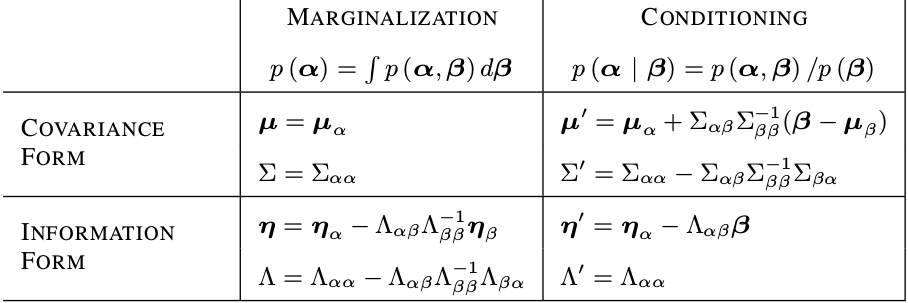 MARGINALIZATION CONDITIONING
p (α) = ∫ p (α, β) dβ p (α | β) = p (α, β) /p (β)
COVARIANCE
FORM
μ = μ_α μ′ = μ_α + Σ_αβ Σ_ββ^−1 (β − μ_β)
Σ = Σ_αα Σ′ = Σ_αα − Σ_αβ Σ_ββ^−1 Σ_βα
INFORMATION
FORM
η = η_α − Λ_αβ Λ_ββ^−1 η_β η′ = η_α − Λ_αβ β
Λ = Λ_αα − Λ_αβ Λ_ββ^−1 Λ_βα Λ′ = Λ_αα